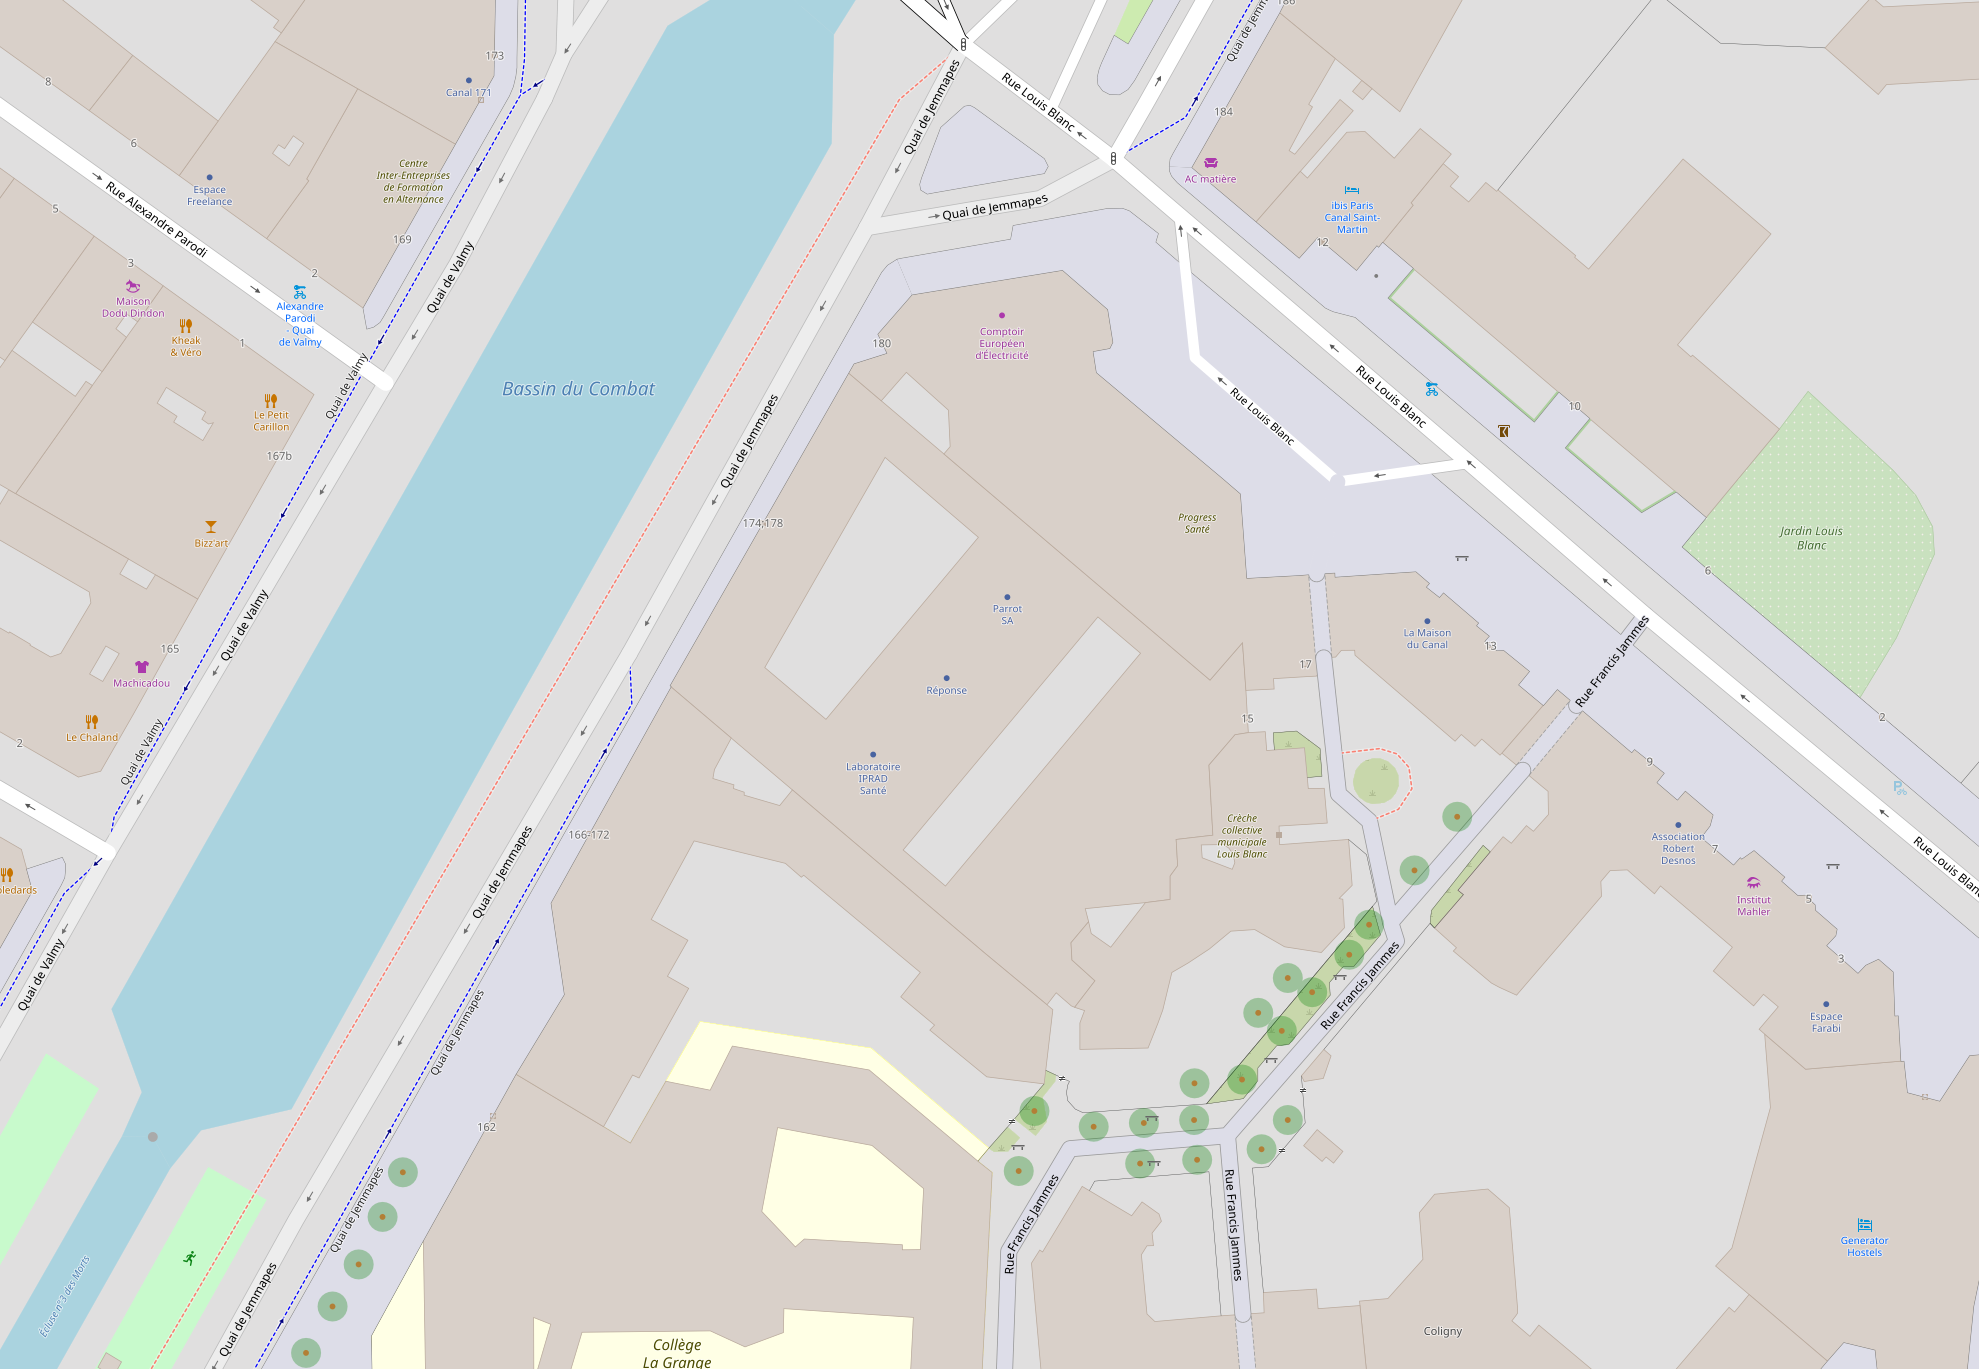 186
Quai de Jemmapes
173
Canal 171
8
Rue Louis Blanc
184
6
Centre
Inter-Entreprises
de Formation
en Alternance
AC matière
Espace
Freelance
Rue Alexandre Parodi
5
ibis Paris
Canal Saint-
Martin
Quai de Jemmapes
169
12
3
2
Quai de Valmy
Maison
Dodu Dindon
Alexandre
Parodi
- Quai
de Valmy
Comptoir
Européen
d'Électricité
Kheak
& Véro
1
180
Bassin du Combat
Quai de Valmy
Le Petit
Carillon
Rue Louis Blanc
Rue Louis Blanc
10
167b
Quai de Jemmapes
174;178
Progress
Santé
Jardin Louis
Blanc
Bizz'art
6
Parrot
SA
Quai de Valmy
La Maison
du Canal
13
165
Rue Francis Jammes
17
Machicadou
Réponse
15
2
Le Chaland
2
Quai de Valmy
9
Laboratoire
IPRAD
Santé
166-172
Crèche
collective
municipale
Louis Blanc
Association
Robert
Desnos
7
Rue Louis Blanc
Quai de Jemmapes
Institut
Mahler
5
3
Quai de Valmy
Rue Francis Jammes
Espace
Farabi
Quai de Jemmapes
162
Quai de Jemmapes
Rue Francis Jammes
Rue Francis Jammes
Generator
Hostels
Écluse n°3 des Morts
Quai de Jemmapes
Coligny
Collège
La Grange